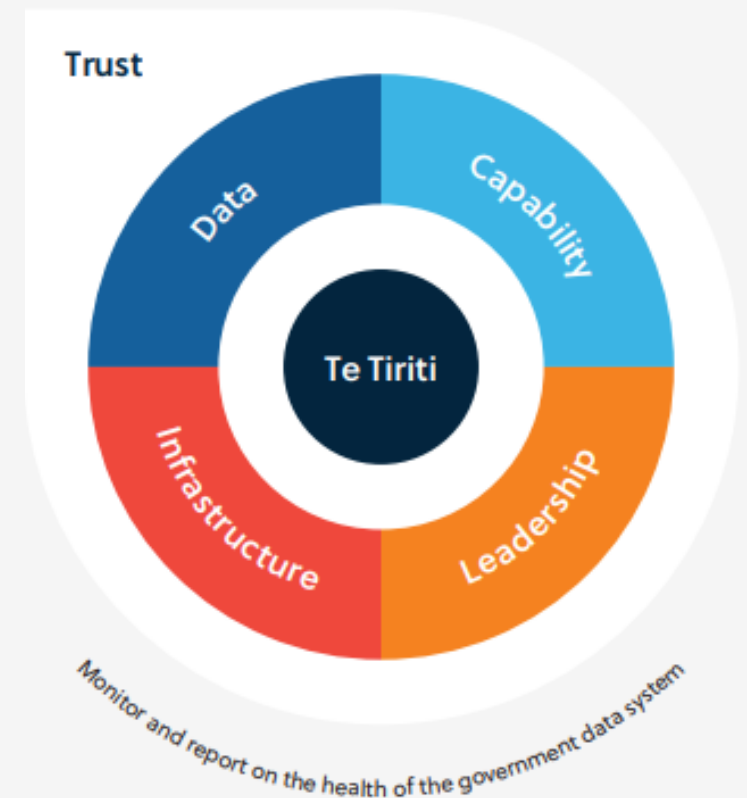 Trust
Data
Capability
Te Tiriti
Infrastructure
Leadership
Monitor and report on the health of the government data system